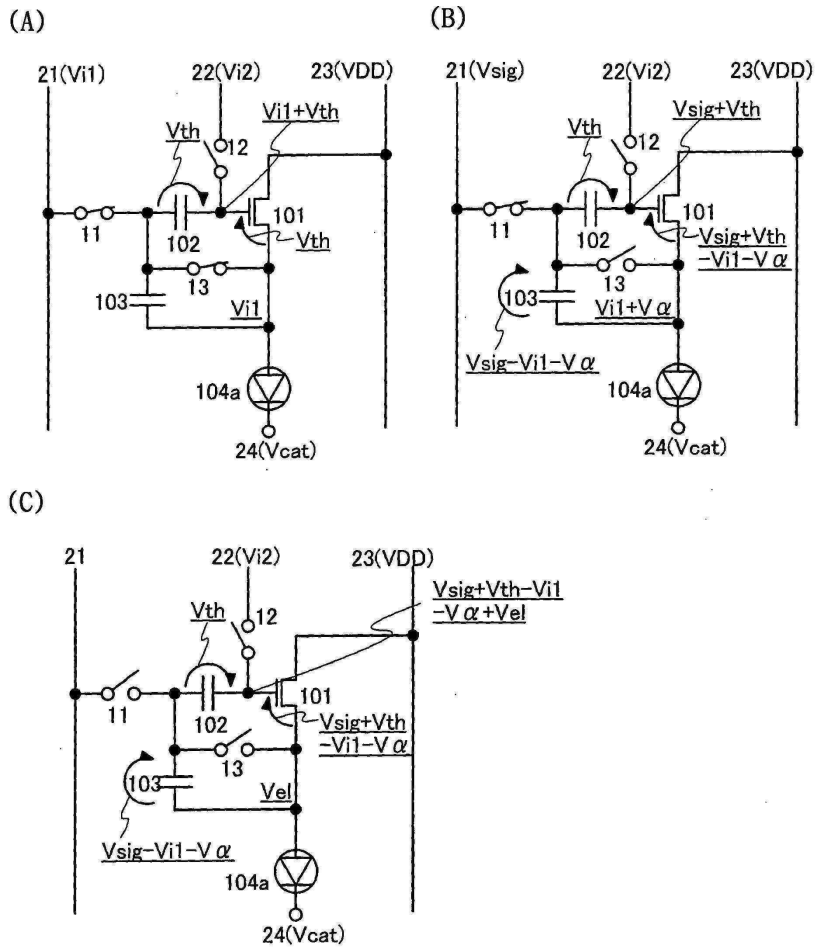 (A)
21(Vi1)
22(Vi2)
23(VDD)
Vi1+Vth
Vth
12
11
102
101
Vth
103
13
Vi1
104a
24(Vcat)
(B)
21(Vsig)
22(Vi2)
23(VDD)
Vsig+Vth
Vth
12
11
102
101
Vsig+Vth
-Vi1-Vα
103
13
Vi1+Vα
Vsig-Vi1-Vα
104a
24(Vcat)
(C)
21
22(Vi2)
23(VDD)
Vsig+Vth-Vi1
-Vα+Vel
Vth
12
11
102
101
Vsig+Vth
-Vi1-Vα
103
13
Vel
Vsig-Vi1-Vα
104a
24(Vcat)